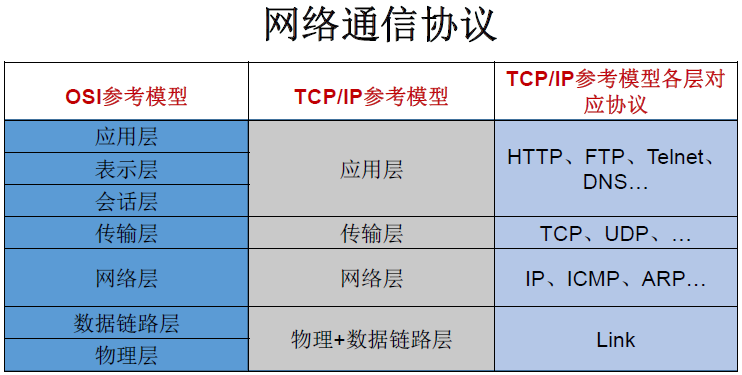 网络通信协议
OSI参考模型
TCP/IP参考模型
TCP/IP参考模型各层对
应协议
应用层
表示层
会话层
应用层
HTTP、FTP、Telnet、
DNS…
传输层
传输层
TCP、UDP、…
网络层
网络层
IP、ICMP、ARP…
数据链路层
物理层
物理+数据链路层
Link